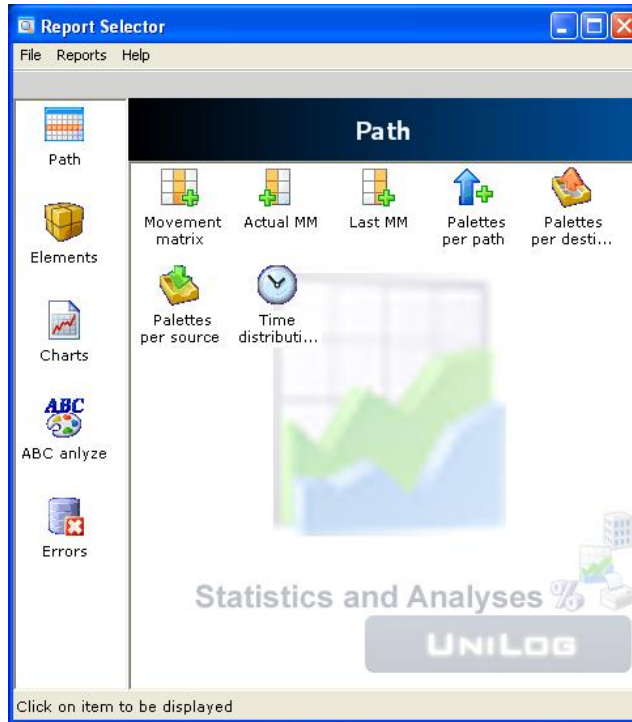 Report Selector
File Reports Help
Path
Path
Elements
Charts
ABC
ABC anlyze
Errors
Movement
matrix
Actual MM
Last MM
Palettes
per path
Palettes
per desti...
Palettes
per source
Time
distributi...
Statistics and Analyses %
UNILOG
Click on item to be displayed